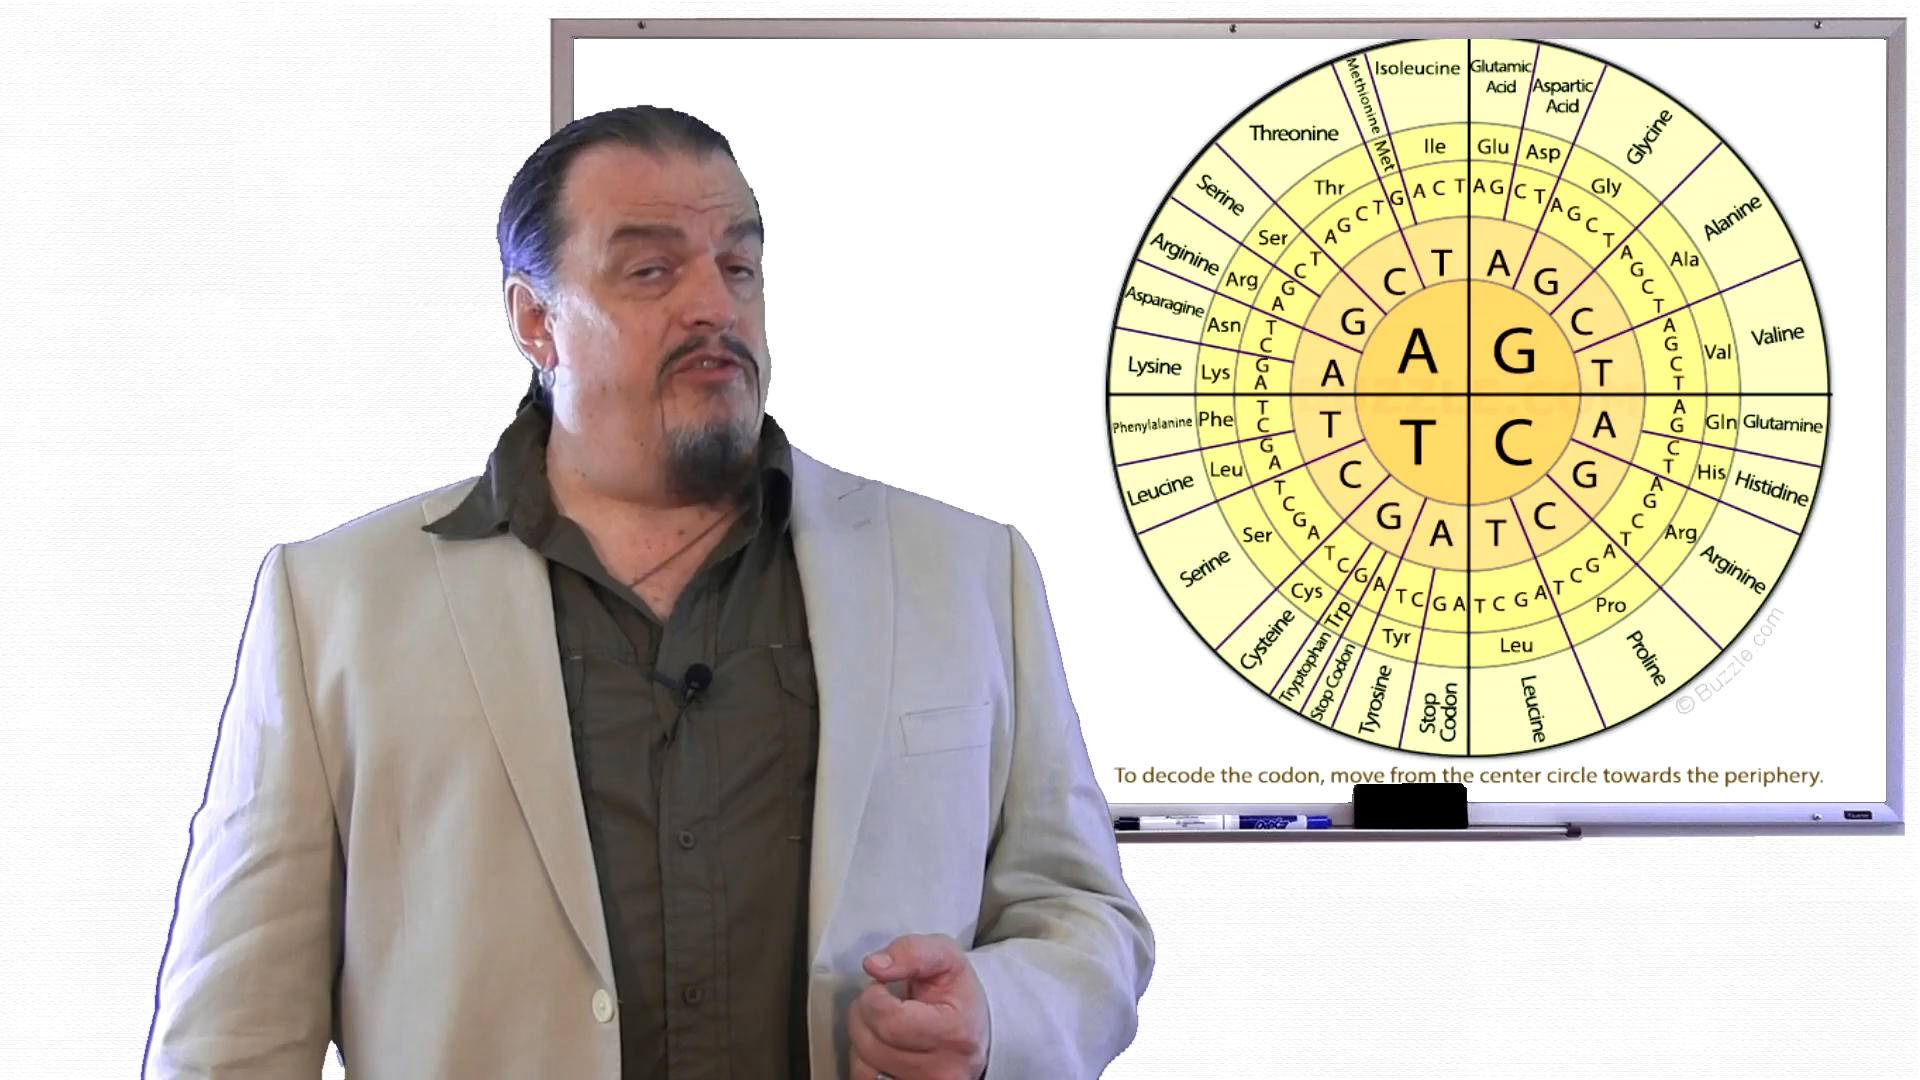 Isoleucine
Glutamic
Acid
Aspartic
Acid
Glycine
Alanine
Valine
Glutamine
Histidine
Arginine
Proline
Leucine
Stop
Codon
Tyrosine
Stop Codon
Tryptophan
Cysteine
Serine
Leucine
Phenylalanine
Lysine
Asparagine
Arginine
Serine
Threonine
Methionine
Ile
Glu
Asp
Gly
Ala
Val
Gln
His
Arg
Pro
Leu
Tyr
Trp
Cys
Ser
Leu
Phe
Lys
Asn
Arg
Ser
Thr
Met
A G C T A G C T A G C T A G C T
A G C T A G C T A G C T A G C T
A G C T A G C T A G C T A G C T
A G C T A G C T A G C T A G C T
A G C T
A G C T
A G C T
A G C T
A G
T C
© Buzzle.com
To decode the codon, move from the center circle towards the periphery.